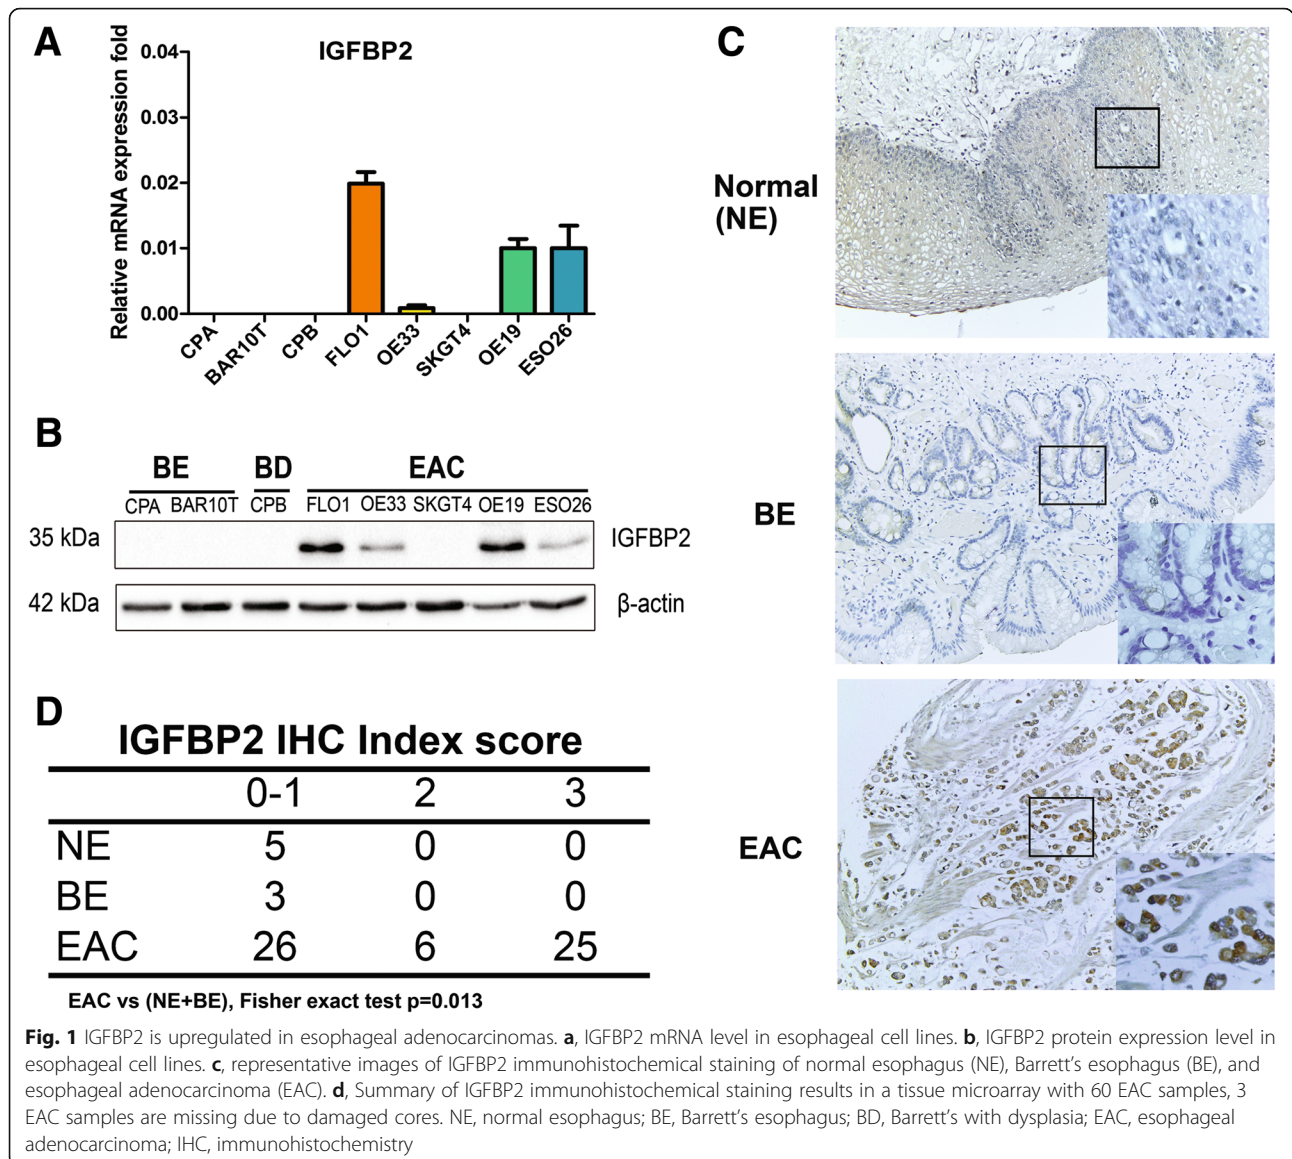 A
IGFBP2
Relative mRNA expression fold
0.04
0.03
0.02
0.01
0.00
CPA
BAR10T
CPB
FLO1
OE33
SKGT4
OE19
ESO26
B
BE BD EAC
CPA BAR10T CPB FLO1 OE33 SKGT4 OE19 ESO26
35 kDa IGFBP2
42 kDa β-actin
C
Normal
(NE)
BE
EAC
D
IGFBP2 IHC Index score
0-1 2 3
NE 5 0 0
BE 3 0 0
EAC 26 6 25
EAC vs (NE+BE), Fisher exact test p=0.013
Fig. 1 IGFBP2 is upregulated in esophageal adenocarcinomas. a, IGFBP2 mRNA level in esophageal cell lines. b, IGFBP2 protein expression level in
esophageal cell lines. c, representative images of IGFBP2 immunohistochemical staining of normal esophagus (NE), Barrett's esophagus (BE), and
esophageal adenocarcinoma (EAC). d, Summary of IGFBP2 immunohistochemical staining results in a tissue microarray with 60 EAC samples, 3
EAC samples are missing due to damaged cores. NE, normal esophagus; BE, Barrett's esophagus; BD, Barrett's with dysplasia; EAC, esophageal
adenocarcinoma; IHC, immunohistochemistry